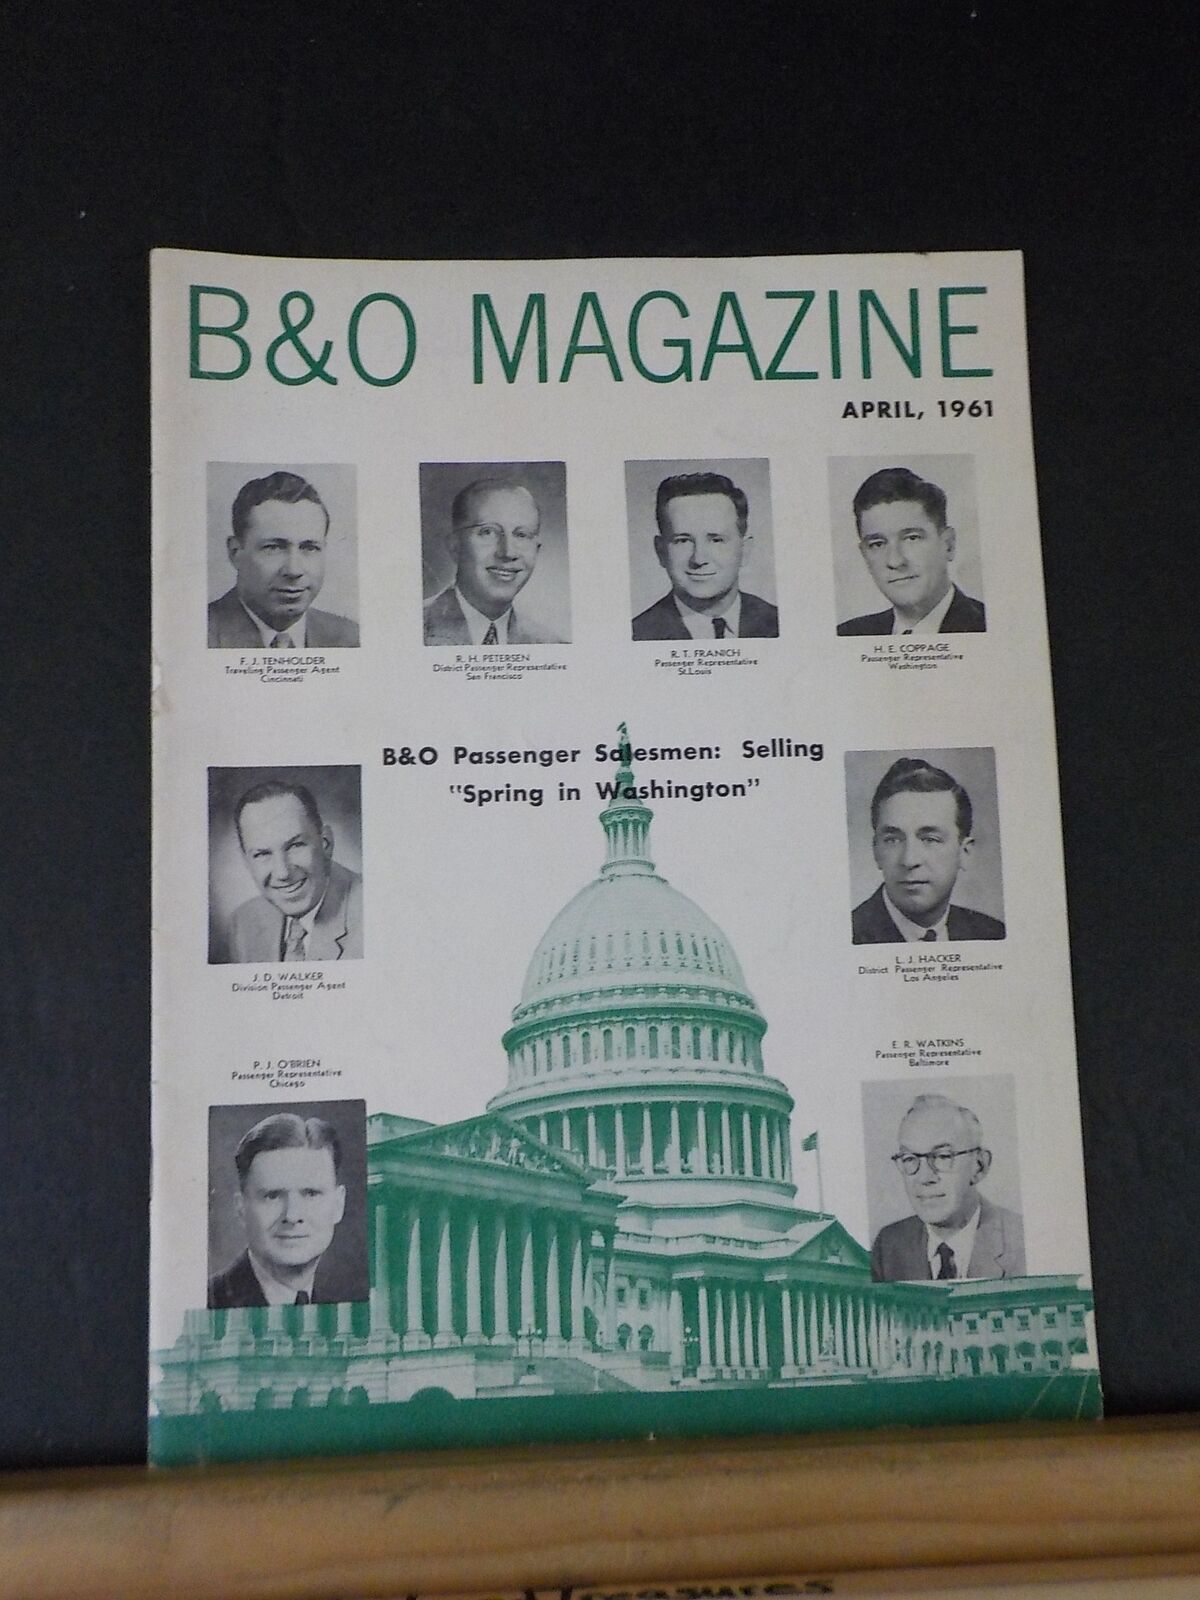 B&O MAGAZINE
APRIL, 1961
F. J. TENHOLDER
Traveling Passenger Agent
Cincinnati
R. H. PETERSEN
District Passenger Representative
San Francisco
R. T. FRANICH
Passenger Representative
St.Louis
H. E. COPPAGE
Passenger Representative
Washington
B&O Passenger Salesmen: Selling
"Spring in Washington"
J. D. WALKER
Division Passenger Agent
Detroit
L. J. HACKER
District Passenger Representative
Los Angeles
P. J. O'BRIEN
Passenger Representative
Chicago
E. R. WATKINS
Passenger Representative
Baltimore